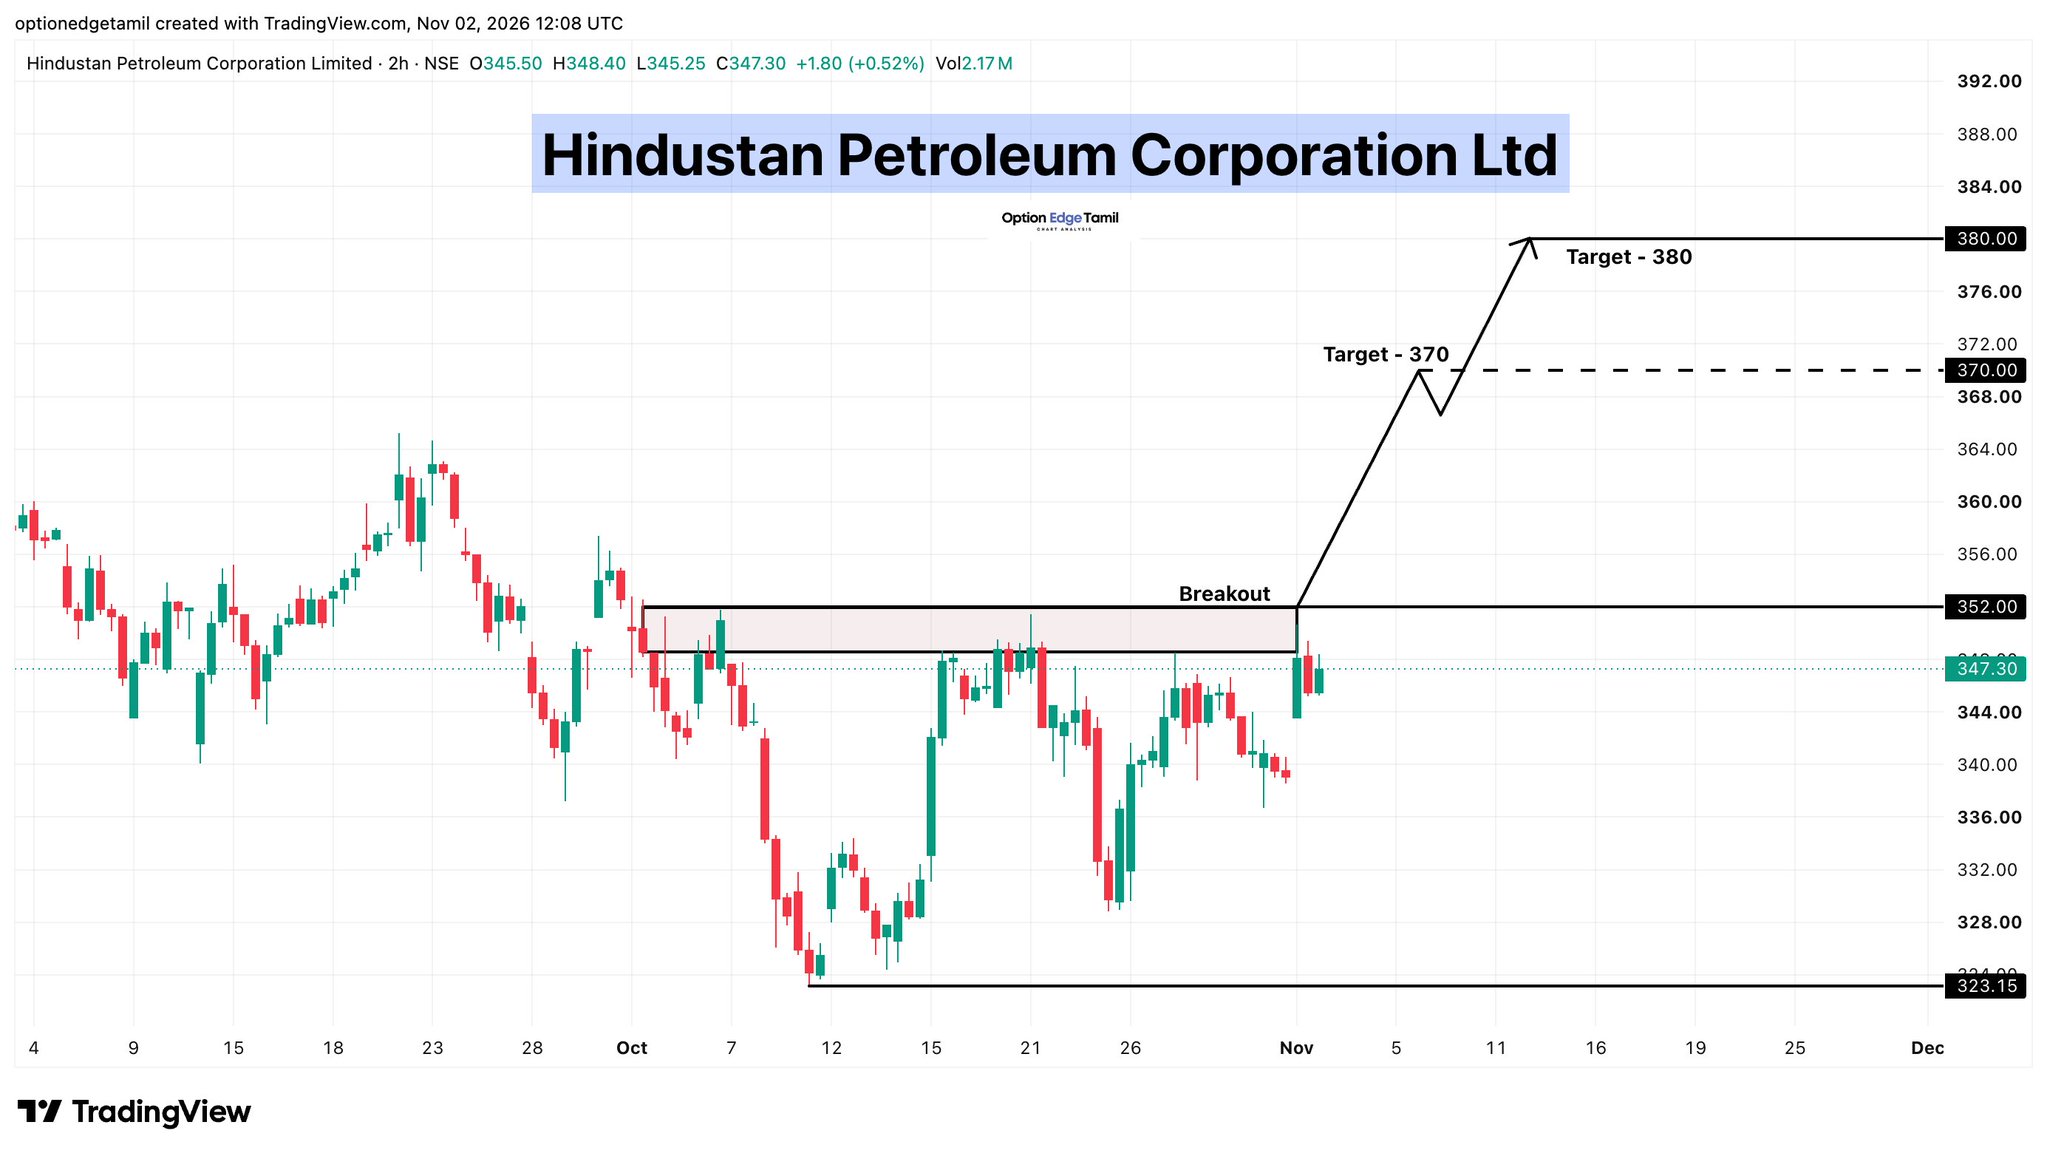 optionedgetamil created with TradingView.com, Nov 02, 2026 12:08 UTC
Hindustan Petroleum Corporation Limited · 2h · NSE O345.50 H348.40 L345.25 C347.30 +1.80 (+0.52%) Vol2.17 M
392.00
Hindustan Petroleum Corporation Ltd
388.00
384.00
Option Edge Tamil
CHART ANALYSIS
380.00
Target - 380
376.00
372.00
Target - 370
370.00
368.00
364.00
360.00
356.00
Breakout
352.00
347.30
344.00
340.00
336.00
332.00
328.00
324.00
323.15
4 9 15 18 23 28 Oct 7 12 15 21 26 Nov 5 11 16 19 25 Dec
TradingView